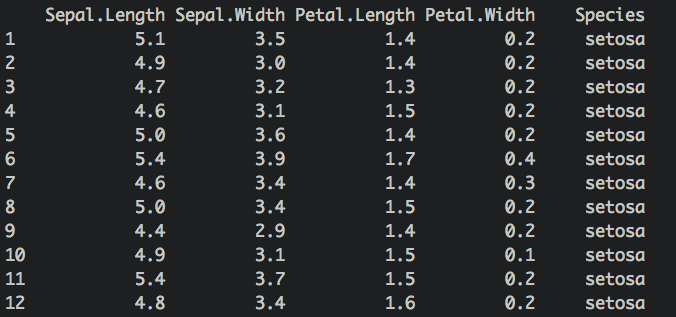 Sepal.Length Sepal.Width Petal.Length Petal.Width Species
1 5.1 3.5 1.4 0.2 setosa
2 4.9 3.0 1.4 0.2 setosa
3 4.7 3.2 1.3 0.2 setosa
4 4.6 3.1 1.5 0.2 setosa
5 5.0 3.6 1.4 0.2 setosa
6 5.4 3.9 1.7 0.4 setosa
7 4.6 3.4 1.4 0.3 setosa
8 5.0 3.4 1.5 0.2 setosa
9 4.4 2.9 1.4 0.2 setosa
10 4.9 3.1 1.5 0.1 setosa
11 5.4 3.7 1.5 0.2 setosa
12 4.8 3.4 1.6 0.2 setosa